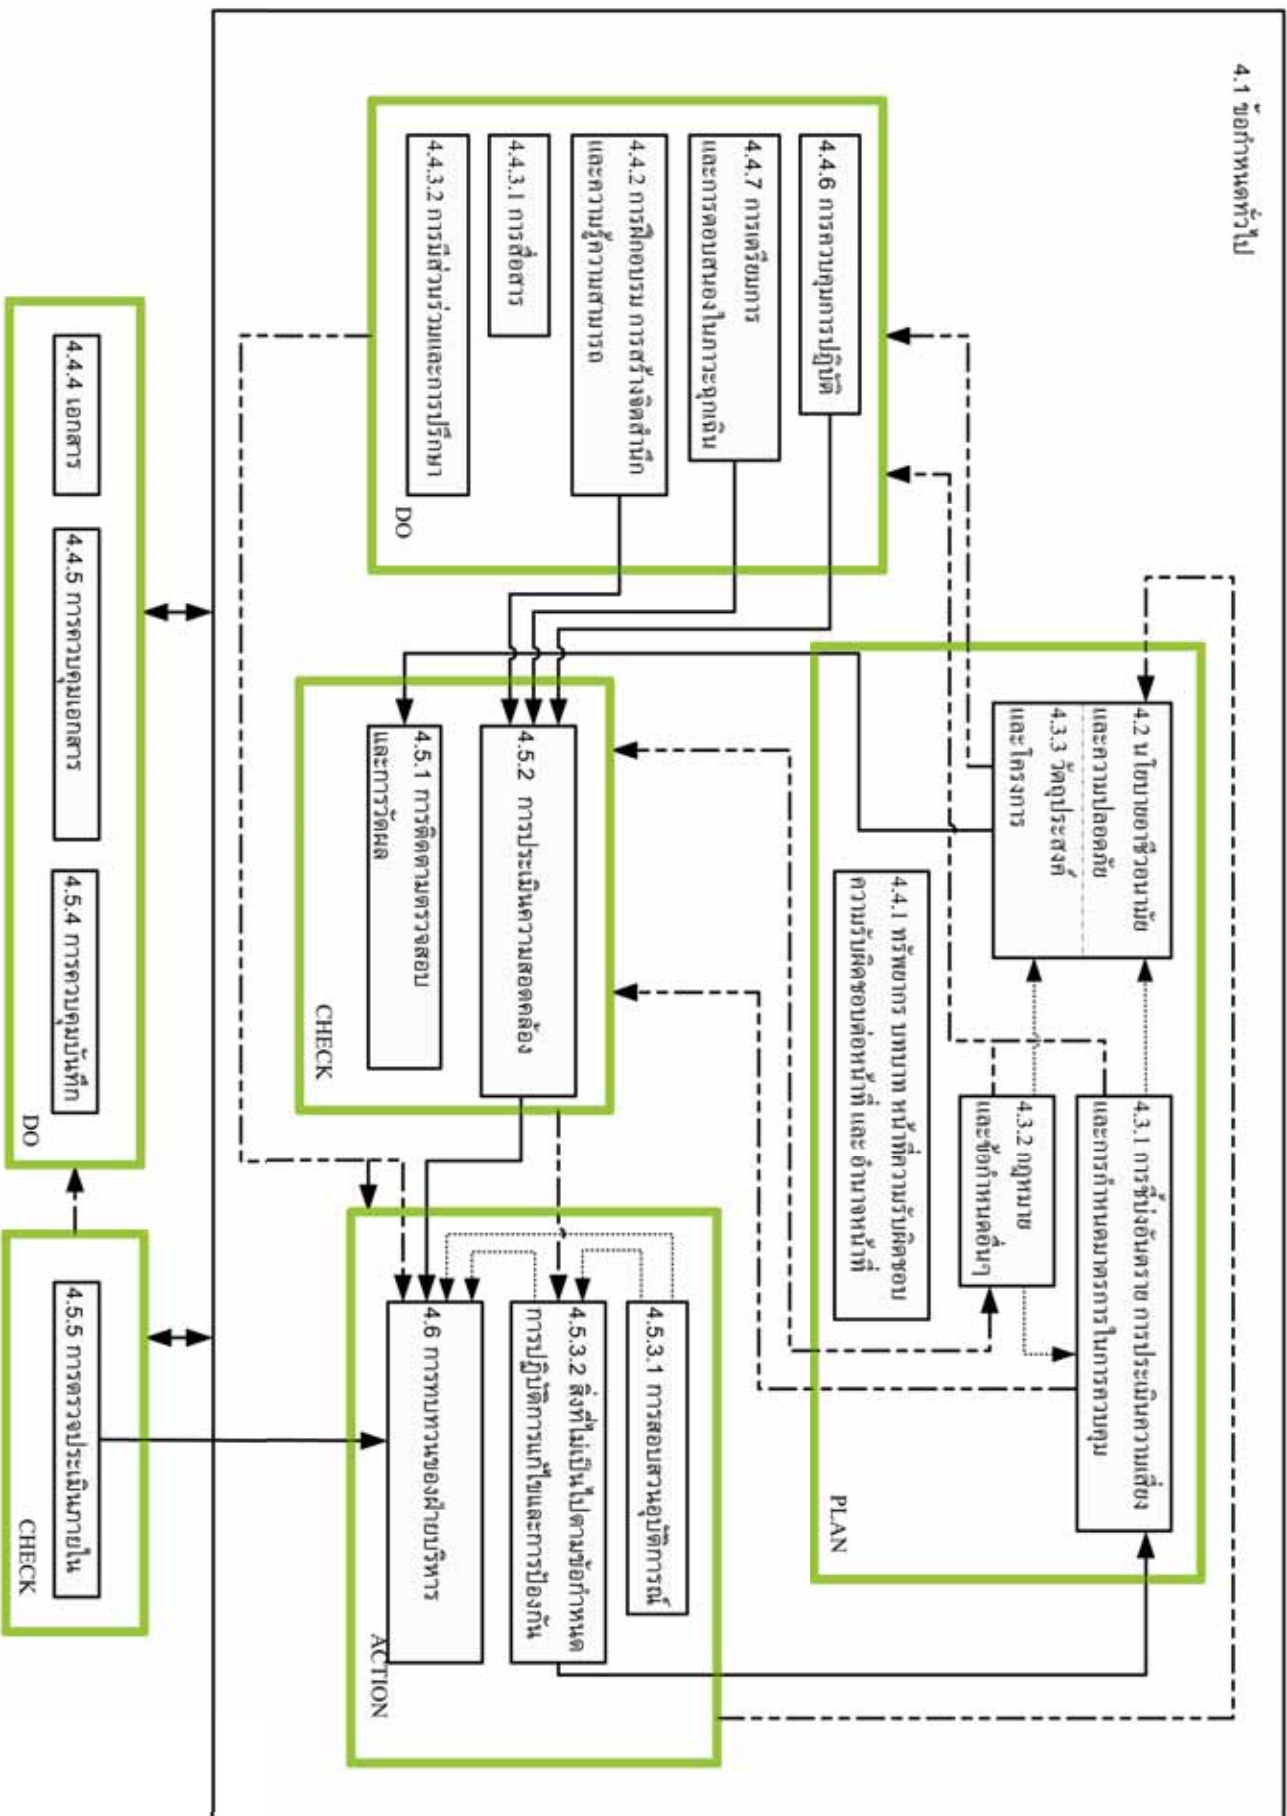 4.1 ข้อกำหนดทั่วไป
4.2 นโยบายอาชีวอนามัย
และความปลอดภัย
4.3.3 วัตถุประสงค์
และโครงการ
4.3.1 การชี้บ่งอันตราย การประเมินความเสี่ยง
และการกำหนดมาตรการในการควบคุม
4.3.2 กฎหมาย
และข้อกำหนดอื่นๆ
4.4.1 ทรัพยากร บทบาท หน้าที่ความรับผิดชอบ
ความรับผิดชอบต่อหน้าที่ และ อำนาจหน้าที่
PLAN
4.4.6 การควบคุมการปฏิบัติ
4.4.7 การเตรียมการ
และการตอบสนองในภาวะฉุกเฉิน
4.4.2 การฝึกอบรม การสร้างจิตสำนึก
และความรู้ความสามารถ
4.4.3.1 การสื่อสาร
4.4.3.2 การมีส่วนร่วมและการปรึกษา
DO
4.5.2 การประเมินความสอดคล้อง
4.5.1 การติดตามตรวจสอบ
และการวัดผล
CHECK
4.5.3.1 การสอบสวนอุบัติการณ์
4.5.3.2 สิ่งที่ไม่เป็นไปตามข้อกำหนด
การปฏิบัติการแก้ไขและการป้องกัน
4.6 การทบทวนของฝ่ายบริหาร
ACTION
4.4.4 เอกสาร
4.4.5 การควบคุมเอกสาร
4.5.4 การควบคุมบันทึก
DO
4.5.5 การตรวจประเมินภายใน
CHECK